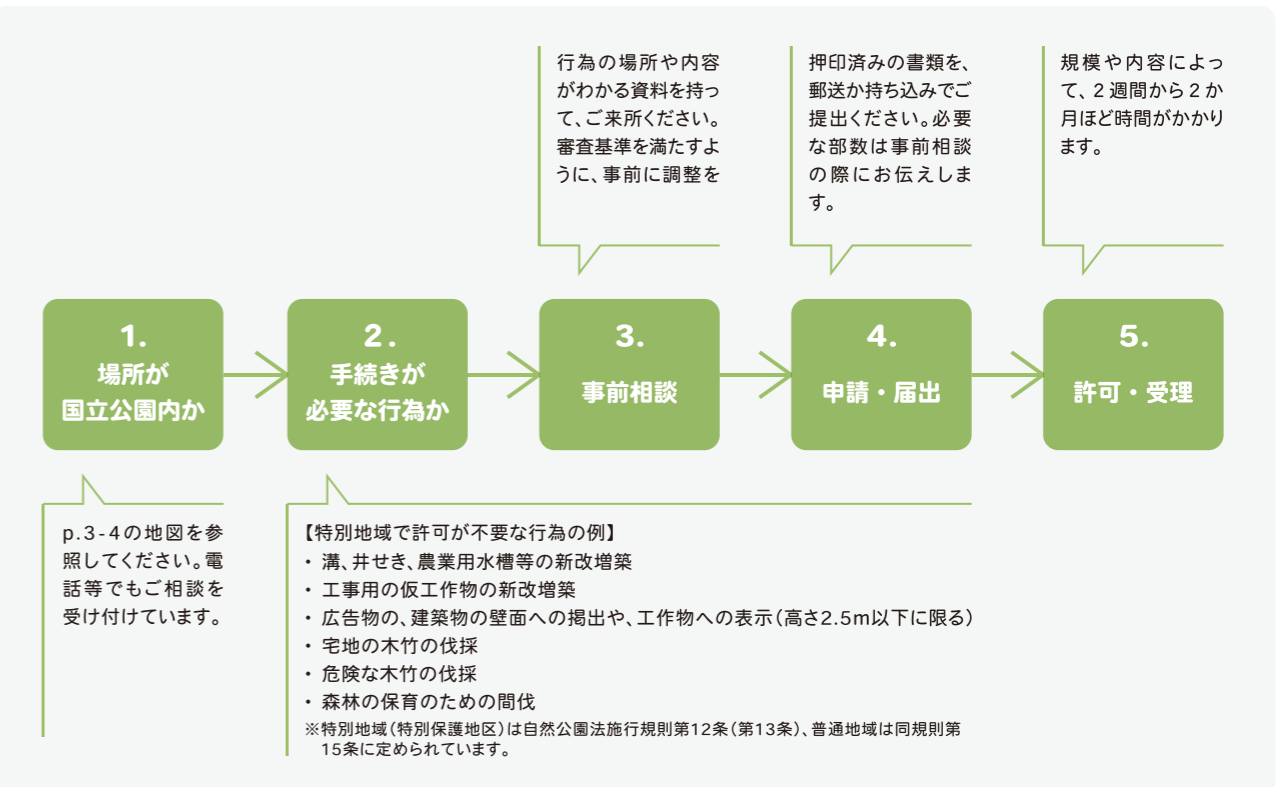 行為の場所や内容
がわかる資料を持っ
て、ご来所ください。
審査基準を満たすよ
うに、事前に調整を
押印済みの書類を、
郵送か持ち込みでご
提出ください。必要
な部数は事前相談
の際にお伝えしま
す。
規模や内容によっ
て、2週間から2か
月ほど時間がかかり
ます。
1.
場所が
国立公園内か
2.
手続きが
必要な行為か
3.
事前相談
4.
申請・届出
5.
許可・受理
p.3-4の地図を参
照してください。電
話等でもご相談を
受け付けています。
【特別地域で許可が不要な行為の例】
・溝、井せき、農業用水槽等の新改増築
・工事用の仮工作物の新改増築
・広告物の、建築物の壁面への掲出や、工作物への表示(高さ2.5m以下に限る)
・宅地の木竹の伐採
・危険な木竹の伐採
・森林の保育のための間伐
※特別地域(特別保護地区)は自然公園法施行規則第12条(第13条)、普通地域は同規則第
15条に定められています。